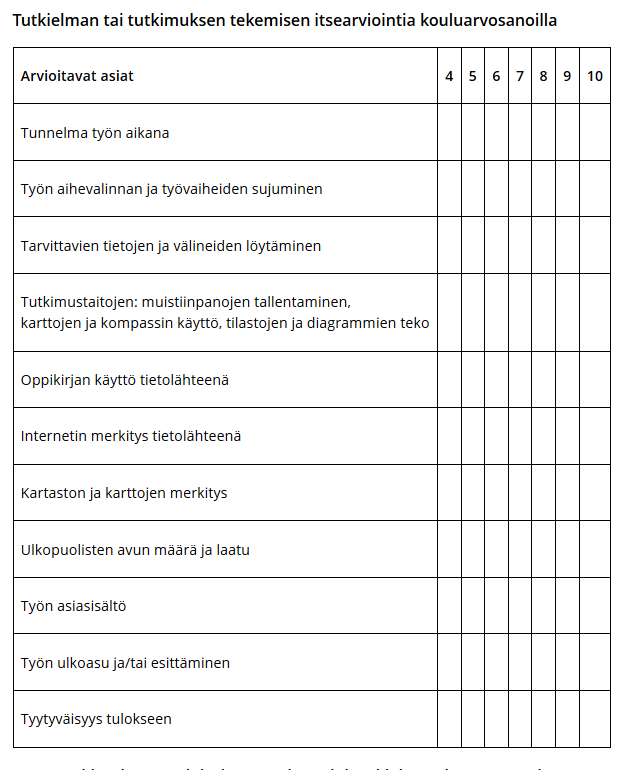 Tutkielman tai tutkimuksen tekemisen itsearviointia kouluarvosanoilla
Arvioitavat asiat 4 5 6 7 8 9 10
Tunnelma työn aikana
Työn aihevalinnan ja työvaiheiden sujuminen
Tarvittavien tietojen ja välineiden löytäminen
Tutkimustaitojen: muistiinpanojen tallentaminen,
karttojen ja kompassin käyttö, tilastojen ja diagrammien teko
Oppikirjan käyttö tietolähteenä
Internetin merkitys tietolähteenä
Kartaston ja karttojen merkitys
Ulkopuolisten avun määrä ja laatu
Työn asiasisältö
Työn ulkoasu ja/tai esittäminen
Tyytyväisyys tulokseen